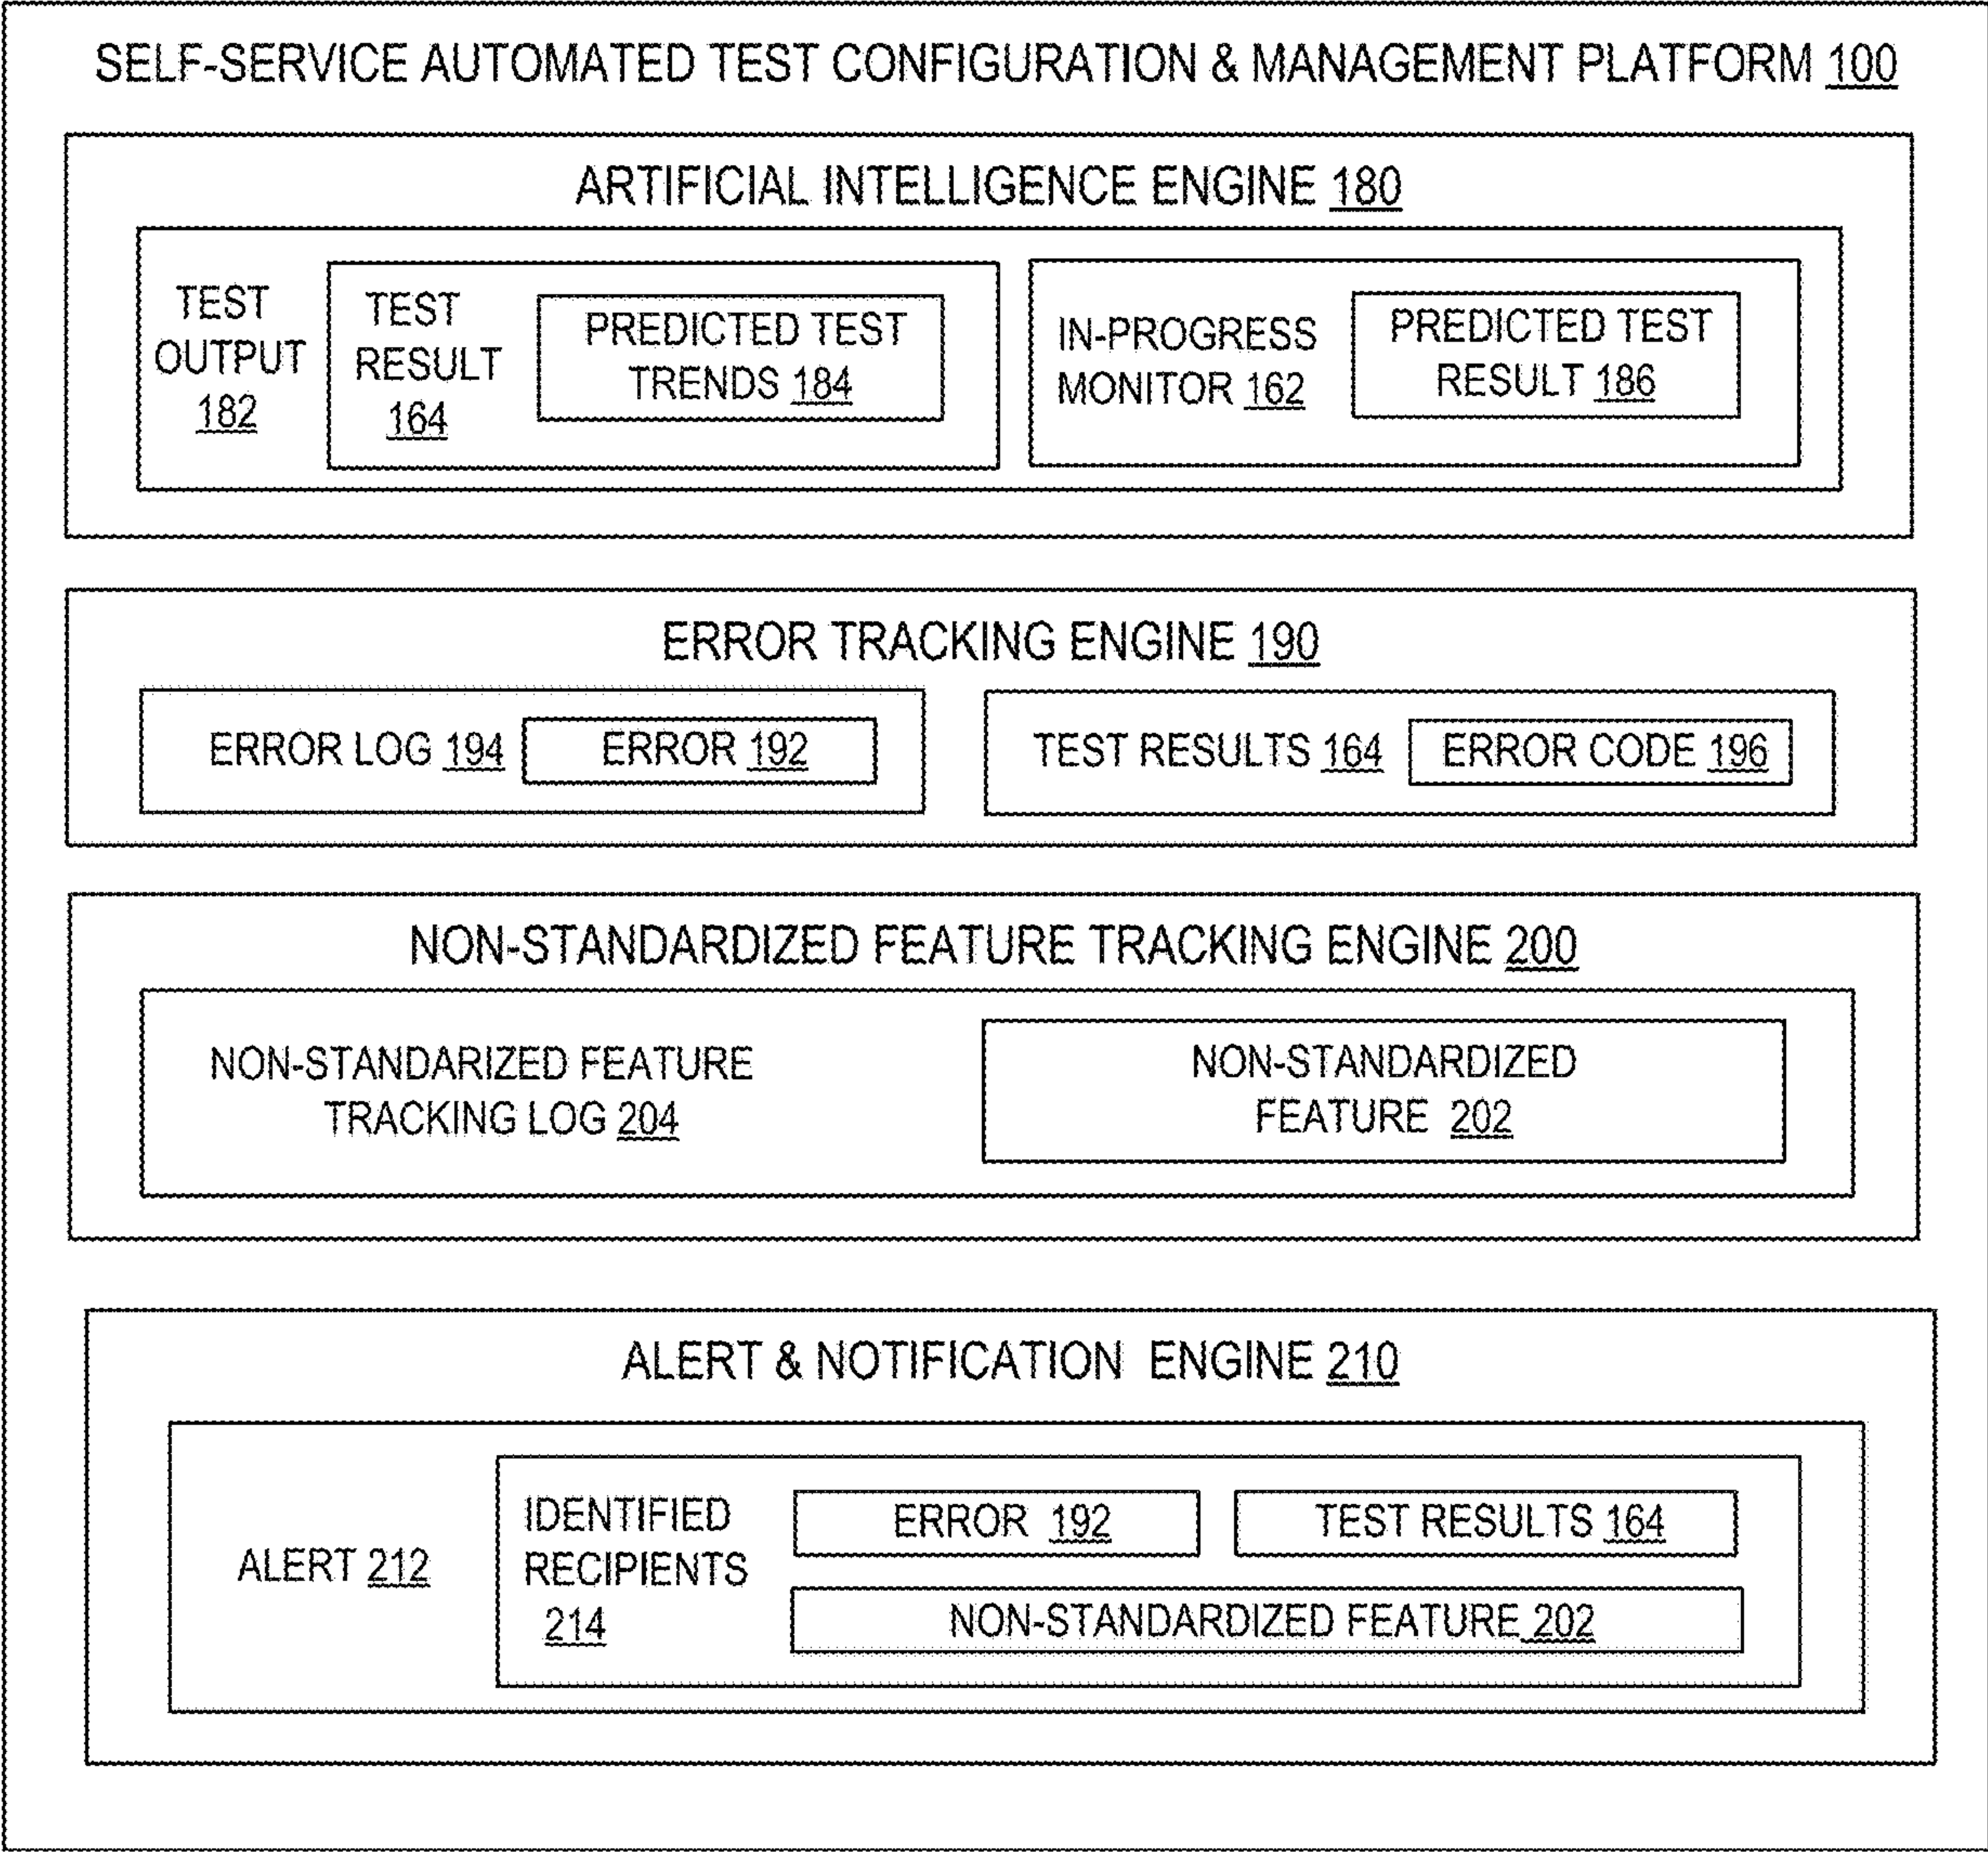 SELF-SERVICE AUTOMATED TEST CONFIGURATION & MANAGEMENT PLATFORM 100
ARTIFICIAL INTELLIGENCE ENGINE 180
TEST
OUTPUT
182
TEST
RESULT
164
PREDICTED TEST
TRENDS 184
IN-PROGRESS
MONITOR 162
PREDICTED TEST
RESULT 186
ERROR TRACKING ENGINE 190
ERROR LOG 194
ERROR 192
TEST RESULTS 164
ERROR CODE 196
NON-STANDARDIZED FEATURE TRACKING ENGINE 200
NON-STANDARIZED FEATURE
TRACKING LOG 204
NON-STANDARDIZED
FEATURE 202
ALERT & NOTIFICATION ENGINE 210
ALERT 212
IDENTIFIED
RECIPIENTS
214
ERROR 192
TEST RESULTS 164
NON-STANDARDIZED FEATURE 202